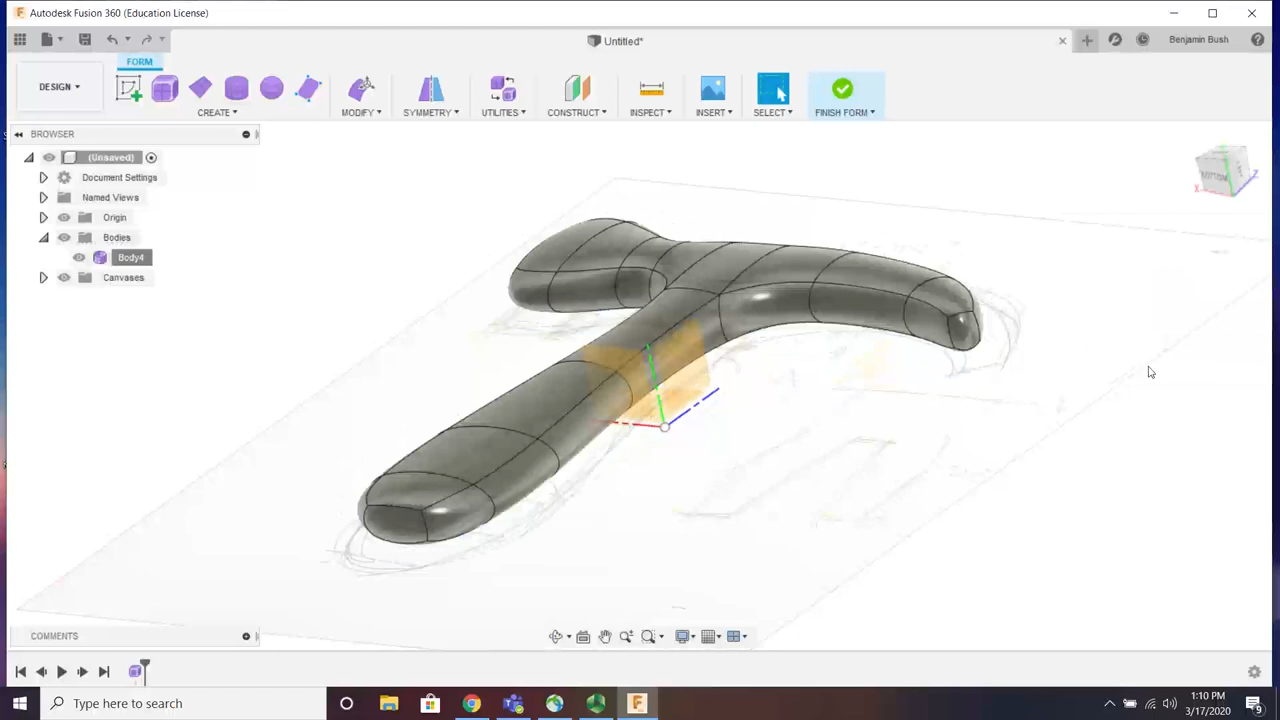 Autodesk Fusion 360 (Education License)
Untitled*
Benjamin Bush
FORM
DESIGN
CREATE
MODIFY
SYMMETRY
UTILITIES
CONSTRUCT
INSPECT
INSERT
SELECT
FINISH FORM
BROWSER
(Unsaved)
Document Settings
Named Views
Origin
Bodies
Body4
Canvases
BOTTOM
X
Z
COMMENTS
Type here to search
1:10 PM
3/17/2020